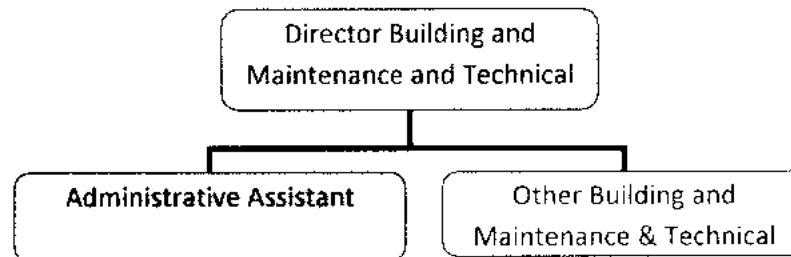 Director Building and
Maintenance and Technical
Administrative Assistant
Other Building and
Maintenance & Technical